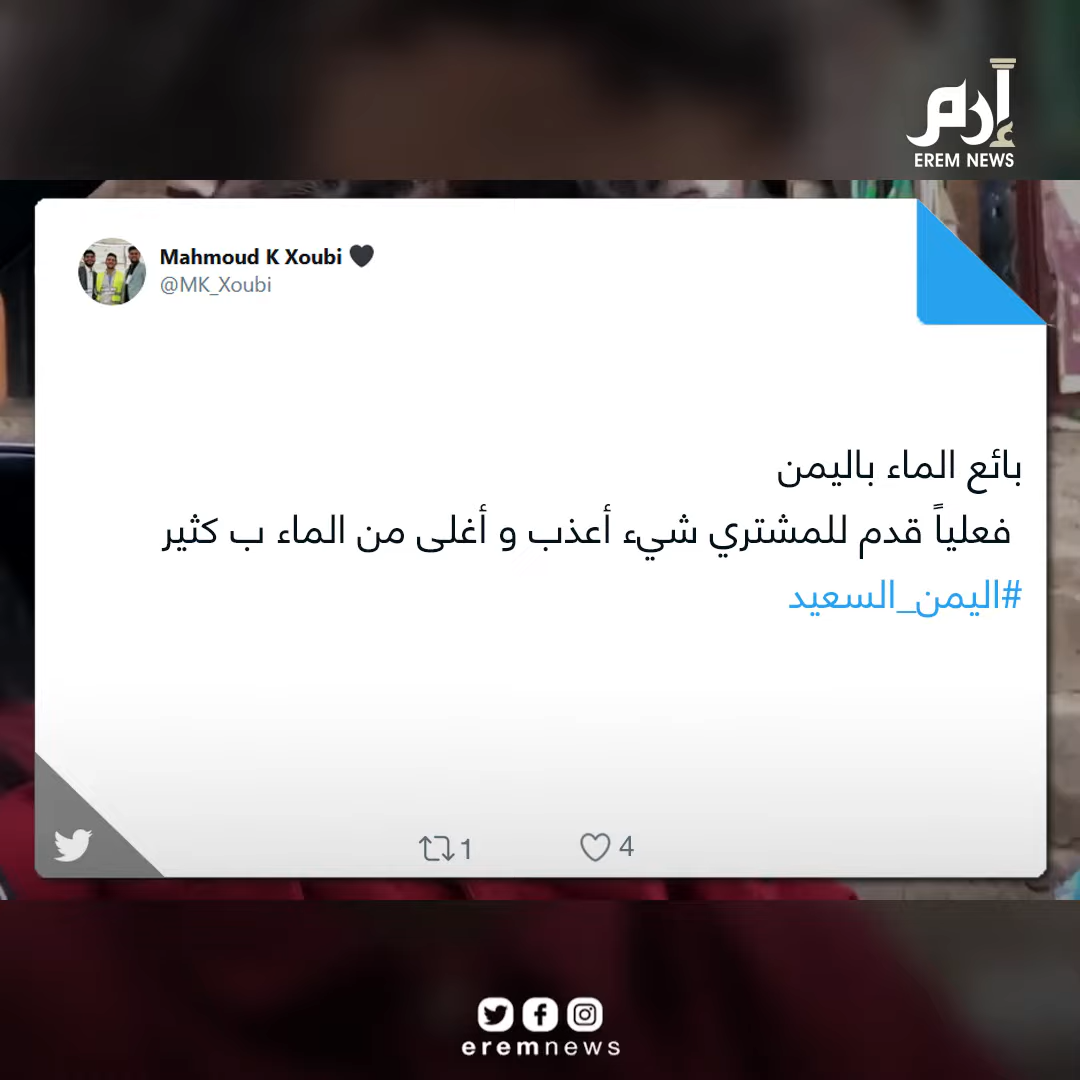 إرم
EREM NEWS
Mahmoud K Xoubi 🖤
@MK_Xoubi
بائع الماء باليمن
فعلياً قدم للمشتري شيء أعذب و أغلى من الماء ب كثير
#اليمن_السعيد
1
4
eremnews